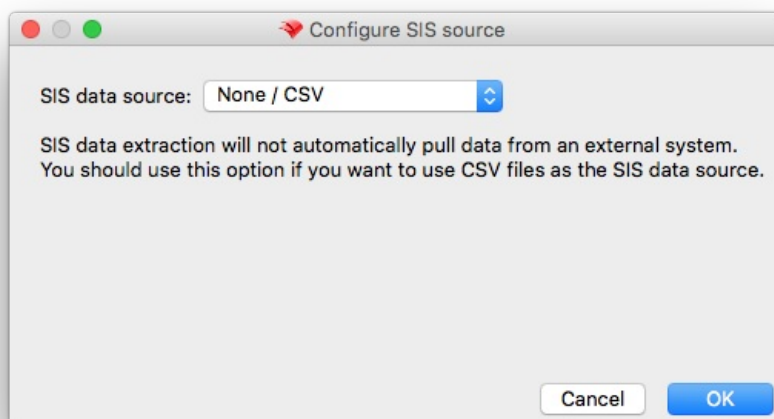 Configure SIS source
SIS data source: None / CSV
SIS data extraction will not automatically pull data from an external system.
You should use this option if you want to use CSV files as the SIS data source.
Cancel OK